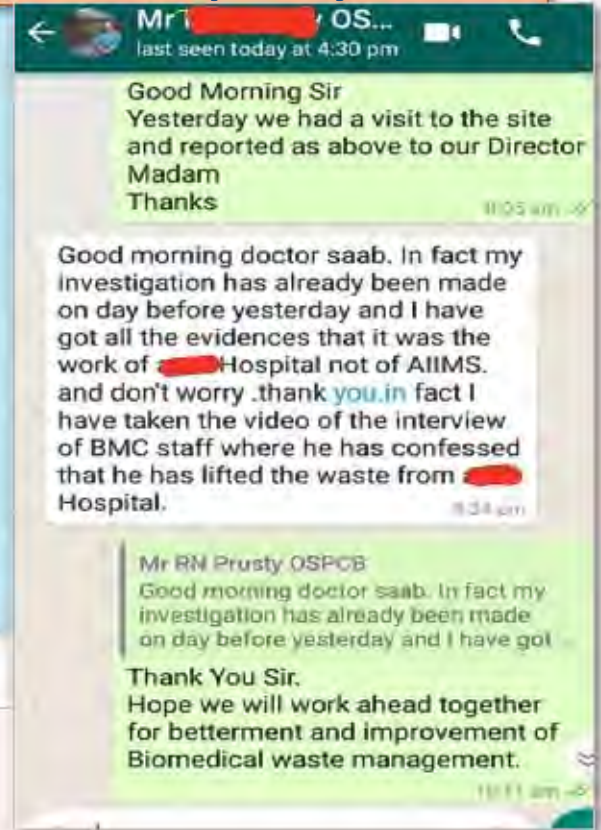 Mr OS...
last seen today at 4:30 pm
Good Morning Sir
Yesterday we had a visit to the site
and reported as above to our Director
Madam
Thanks
Good morning doctor saab. In fact my
investigation has already been made
on day before yesterday and I have
got all the evidences that it was the
work of Hospital not of AIIMS.
and don't worry .thank you.in fact I
have taken the video of the interview
of BMC staff where he has confessed
that he has lifted the waste from
Hospital.
Mr RN Prusty OSPCB
Good morning doctor saab. In fact my
investigation has already been made
on day before yesterday and I have got
Thank You Sir.
Hope we will work ahead together
for betterment and improvement of
Biomedical waste management.
10:11 am